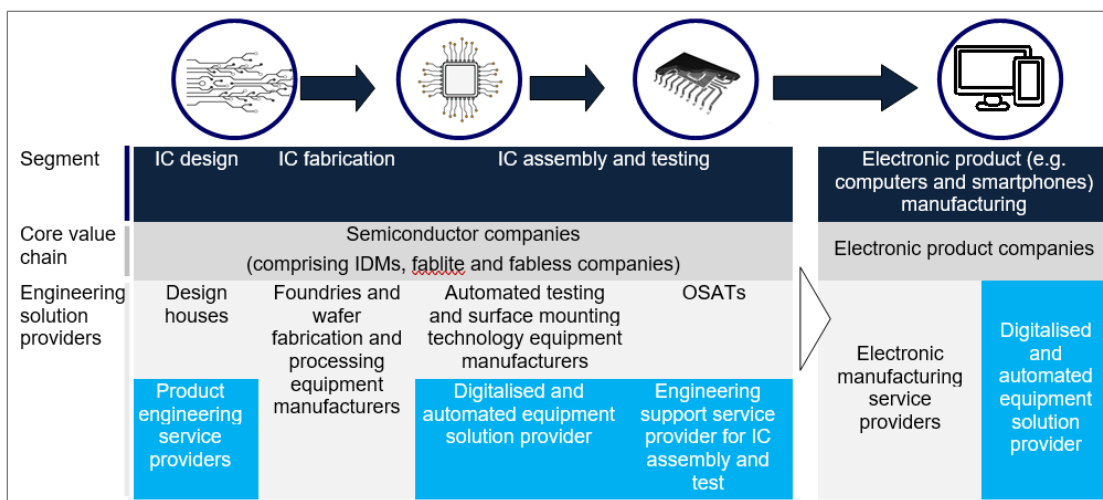 Segment
IC design
IC fabrication
IC assembly and testing
Electronic product (e.g.
computers and smartphones)
manufacturing
Core value
chain
Semiconductor companies
(comprising IDMs, fablite and fabless companies)
Electronic product companies
Engineering
solution
providers
Design
houses
Foundries and
wafer
fabrication and
processing
equipment
manufacturers
Automated testing
and surface mounting
technology equipment
manufacturers
OSATs
Product
engineering
service
providers
Digitalised and
automated equipment
solution provider
Engineering
support service
provider for IC
assembly and
test
Electronic
manufacturing
service
providers
Digitalised
and
automated
equipment
solution
provider